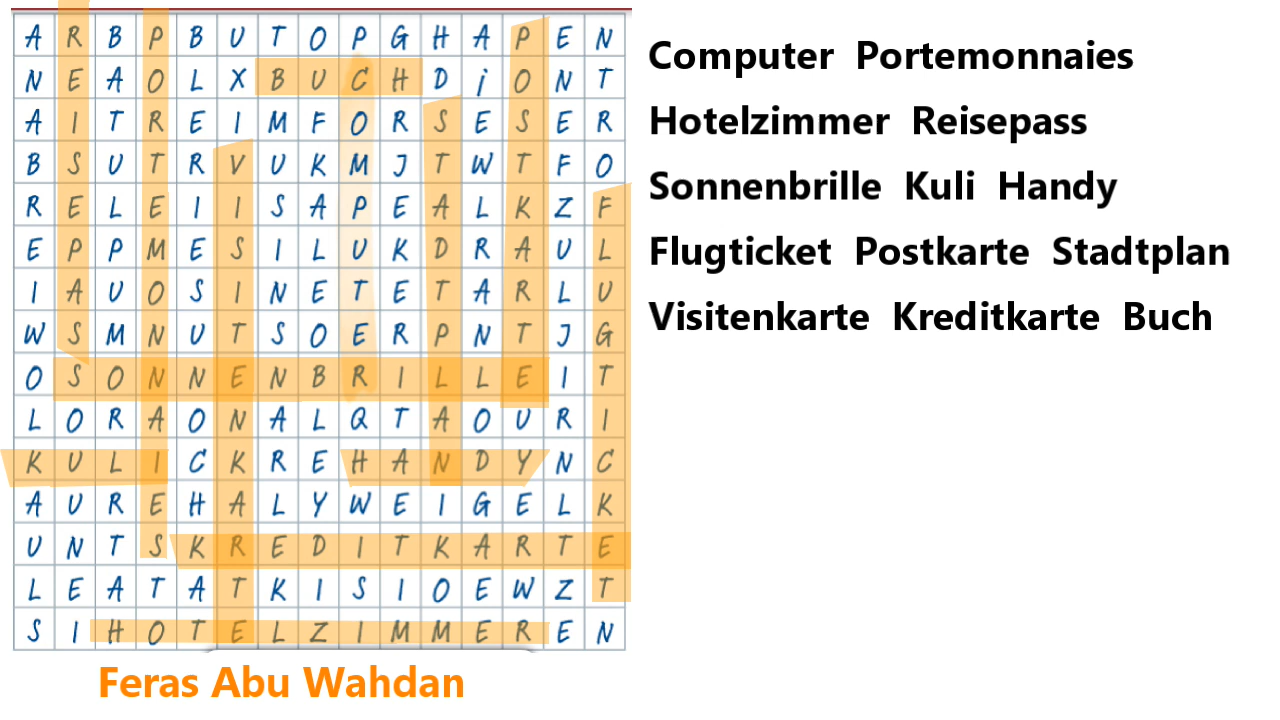 A R B P B U T O P G H A P E N
N E A O L X B U C H D i O N T
A I T R E I M F O R S E S E R
B S U T R V U K M J T W T F O
R E L E I I S A P E A L K Z F
E P P M E S I L U K D R A U L
I A U O S I N E T E T A R L U
W S M N U T S O E R P N T J G
O S O N N E N B R I L L E I T
L O R A O N A L Q T A O U R I
K U L I C K R E H A N D Y N C
A U R E H A L Y W E I G E L K
U N T S K R E D I T K A R T E
L E A T A T K I S I O E W Z T
S I H O T E L Z I M M E R E N
Computer Portemonnaies
Hotelzimmer Reisepass
Sonnenbrille Kuli Handy
Flugticket Postkarte Stadtplan
Visitenkarte Kreditkarte Buch
Feras Abu Wahdan